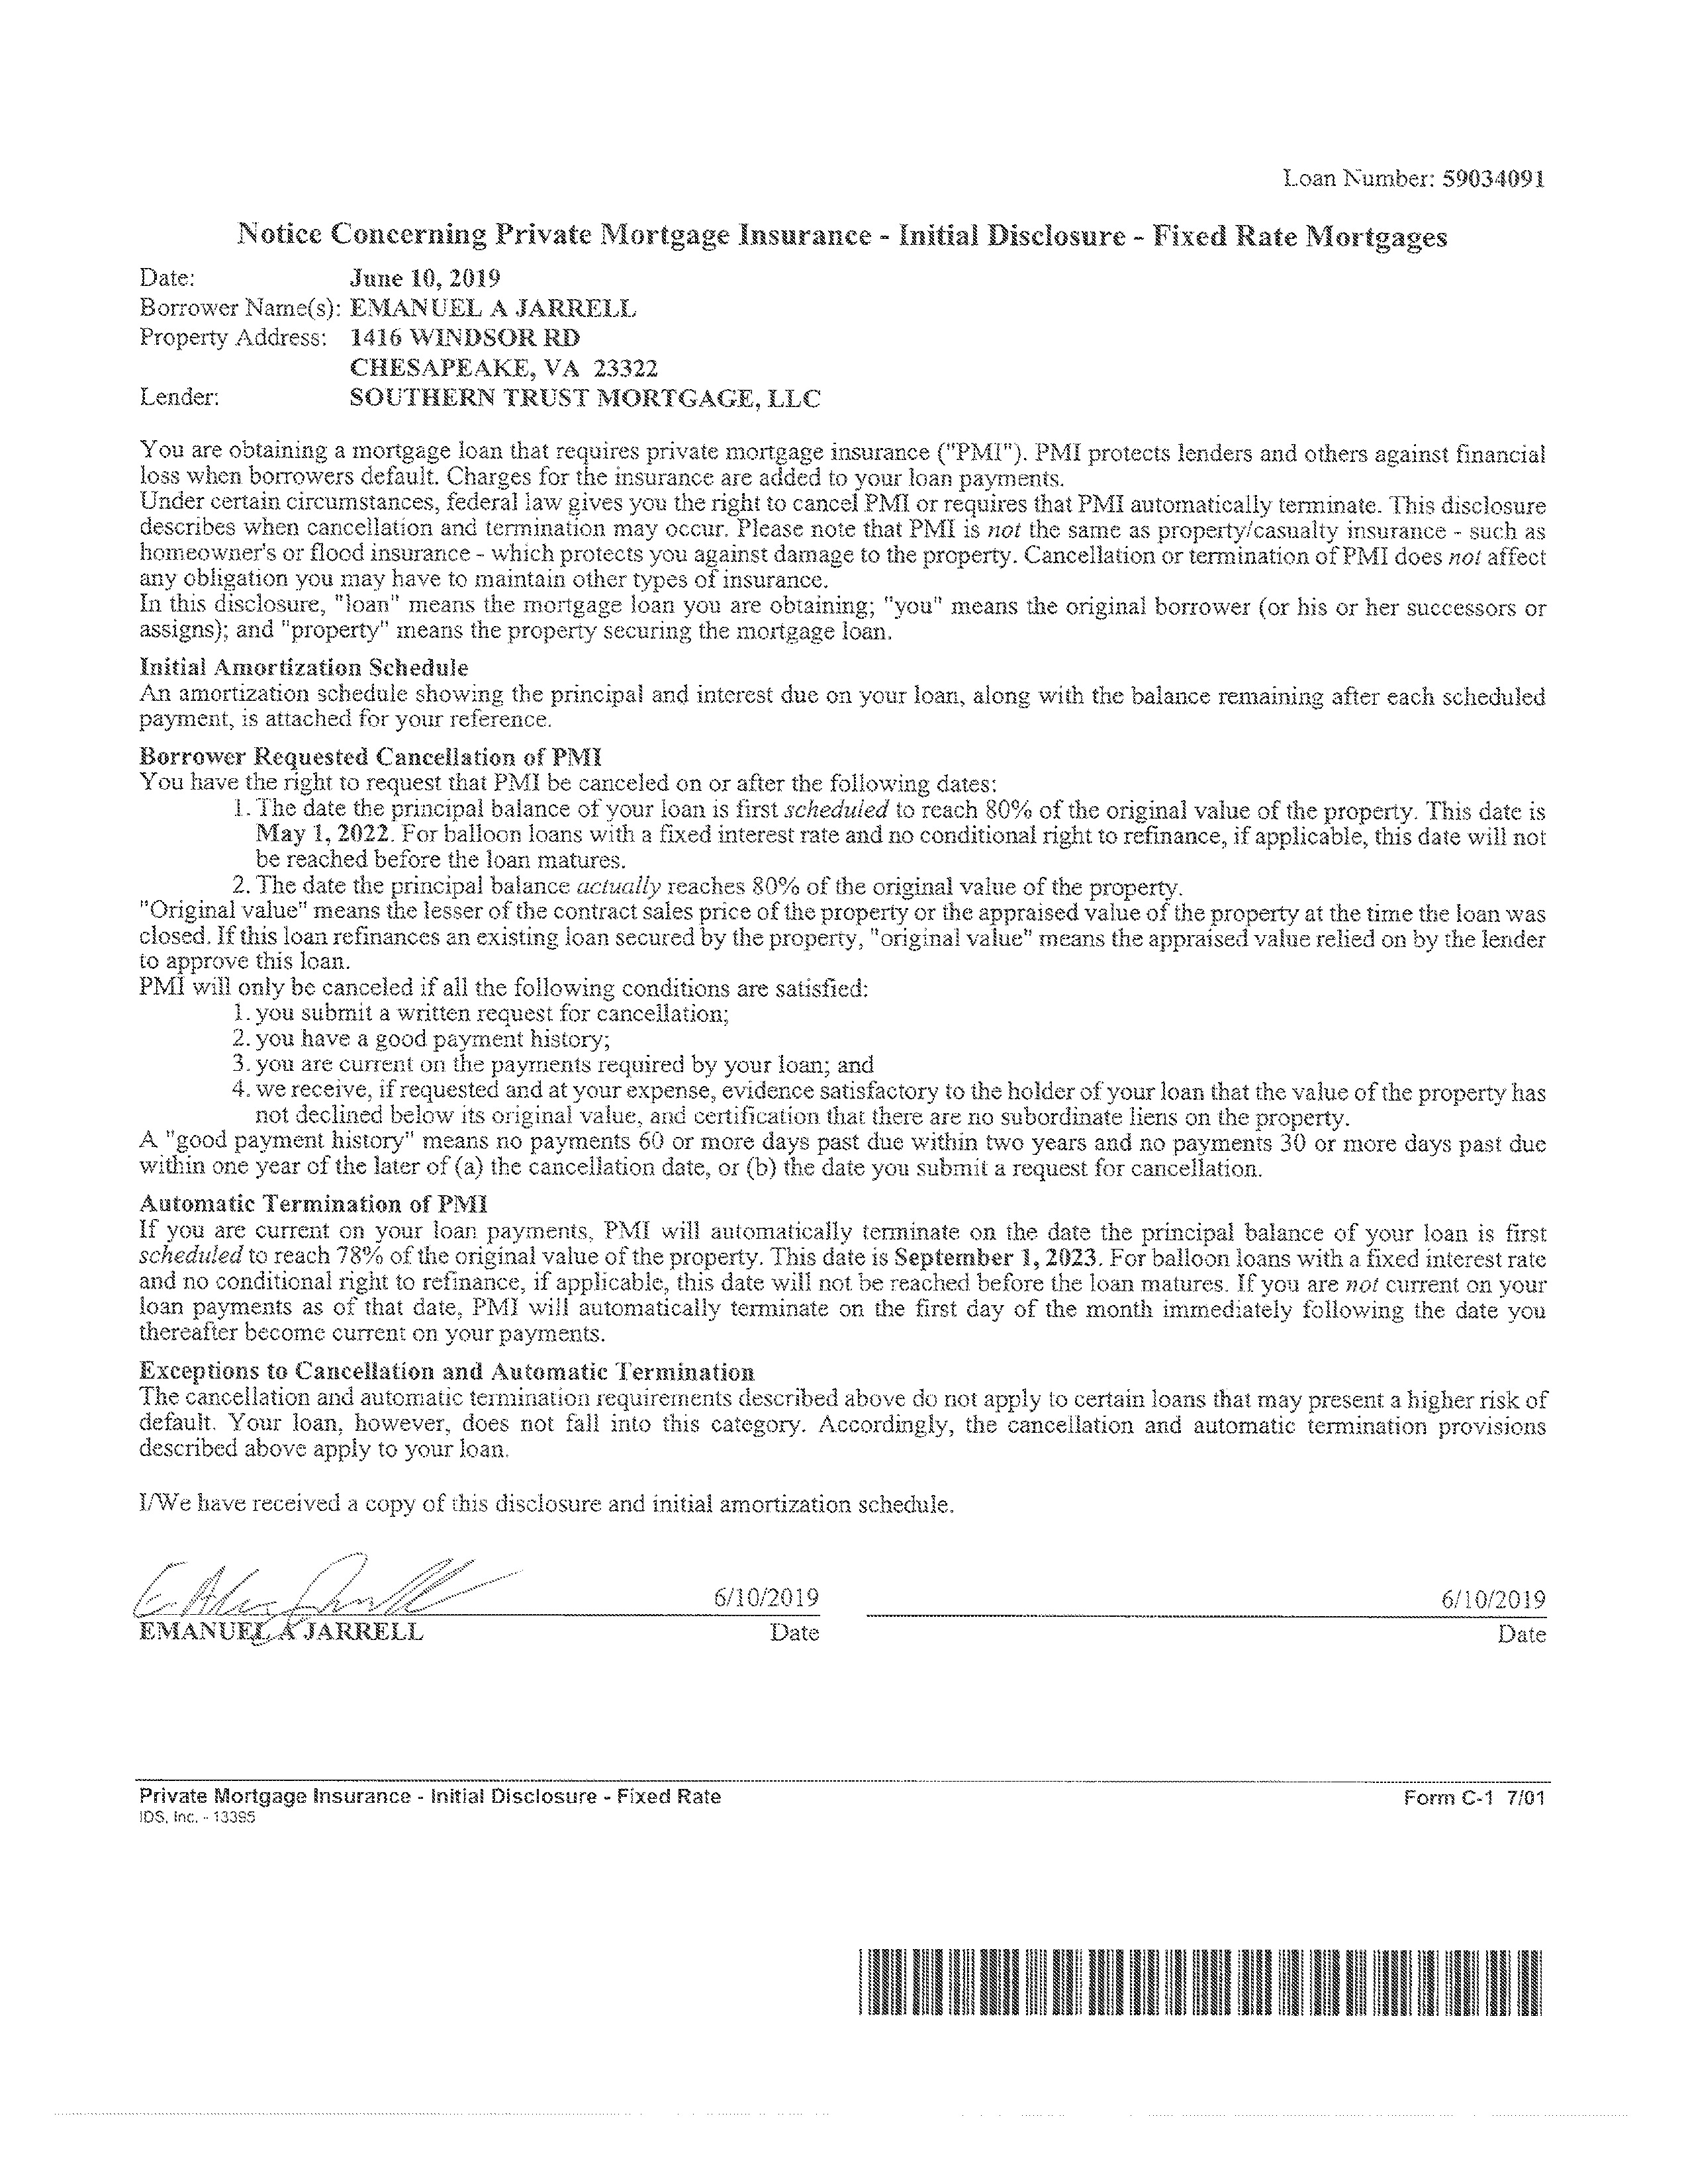 Loan Number: 59034091
Notice Concerning Private Mortgage Insurance - Initial Disclosure - Fixed Rate Mortgages
Date: June 10, 2019
Borrower Name(s): EMANUEL A JARRELL
Property Address: 1416 WINDSOR RD
CHESAPEAKE, VA 23322
Lender: SOUTHERN TRUST MORTGAGE, LLC
You are obtaining a mortgage loan that requires private mortgage insurance ("PMI"). PMI protects lenders and others against financial
loss when borrowers default. Charges for the insurance are added to your loan payments.
Under certain circumstances, federal law gives you the right to cancel PMI or requires that PMI automatically terminate. This disclosure
describes when cancellation and termination may occur. Please note that PMI is not the same as property/casualty insurance - such as
homeowner's or flood insurance - which protects you against damage to the property. Cancellation or termination of PMI does not affect
any obligation you may have to maintain other types of insurance.
In this disclosure, "loan" means the mortgage loan you are obtaining; "you" means the original borrower (or his or her successors or
assigns); and "property" means the property securing the mortgage loan.
Initial Amortization Schedule
An amortization schedule showing the principal and interest due on your loan, along with the balance remaining after each scheduled
payment, is attached for your reference.
Borrower Requested Cancellation of PMI
You have the right to request that PMI be canceled on or after the following dates:
1. The date the principal balance of your loan is first scheduled to reach 80% of the original value of the property. This date is
May 1, 2022. For balloon loans with a fixed interest rate and no conditional right to refinance, if applicable, this date will not
be reached before the loan matures.
2. The date the principal balance actually reaches 80% of the original value of the property.
"Original value" means the lesser of the contract sales price of the property or the appraised value of the property at the time the loan was
closed. If this loan refinances an existing loan secured by the property, "original value" means the appraised value relied on by the lender
to approve this loan.
PMI will only be canceled if all the following conditions are satisfied:
1. you submit a written request for cancellation;
2. you have a good payment history;
3. you are current on the payments required by your loan; and
4. we receive, if requested and at your expense, evidence satisfactory to the holder of your loan that the value of the property has
not declined below its original value, and certification that there are no subordinate liens on the property.
A "good payment history" means no payments 60 or more days past due within two years and no payments 30 or more days past due
within one year of the later of (a) the cancellation date, or (b) the date you submit a request for cancellation.
Automatic Termination of PMI
If you are current on your loan payments, PMI will automatically terminate on the date the principal balance of your loan is first
scheduled to reach 78% of the original value of the property. This date is September 1, 2023. For balloon loans with a fixed interest rate
and no conditional right to refinance, if applicable, this date will not be reached before the loan matures. If you are not current on your
loan payments as of that date, PMI will automatically terminate on the first day of the month immediately following the date you
thereafter become current on your payments.
Exceptions to Cancellation and Automatic Termination
The cancellation and automatic termination requirements described above do not apply to certain loans that may present a higher risk of
default. Your loan, however, does not fall into this category. Accordingly, the cancellation and automatic termination provisions
described above apply to your loan.
I/We have received a copy of this disclosure and initial amortization schedule.
6/10/2019 6/10/2019
EMANUEL A JARRELL Date Date
Private Mortgage Insurance - Initial Disclosure - Fixed Rate Form C-1 7/01
IDS, Inc. - 13395